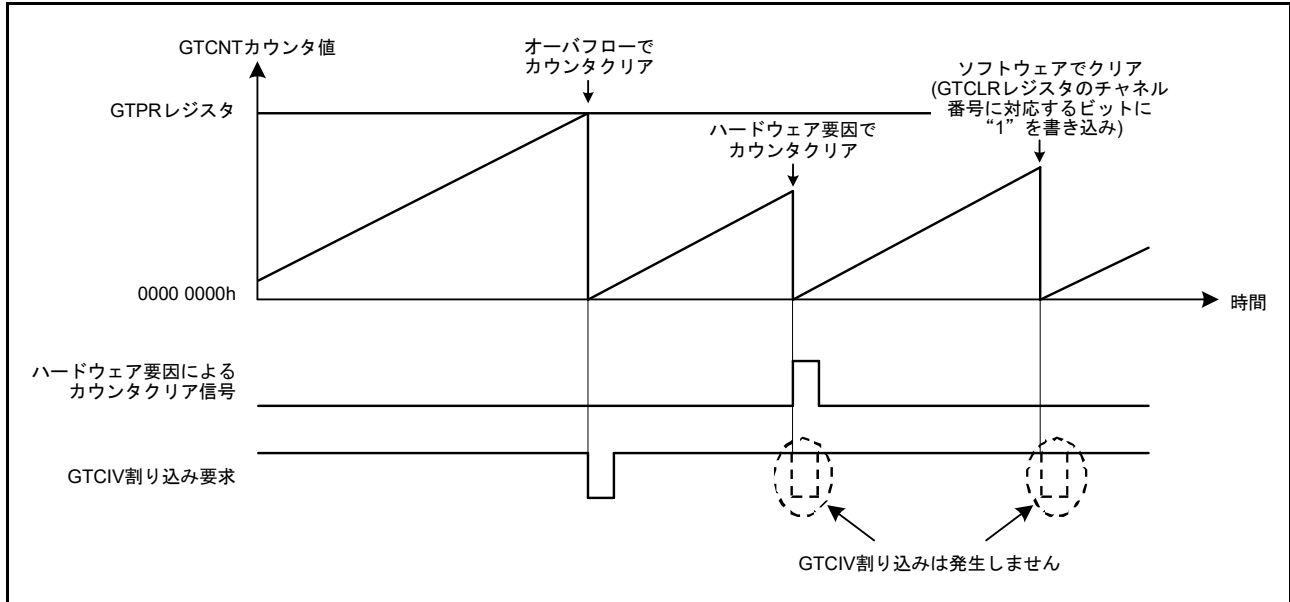 GTCNTカウンタ値
オーバフローで
カウンタクリア
ソフトウェアでクリア
(GTCLRレジスタのチャネル
番号に対応するビットに
“1”を書き込み)
GTPRレジスタ
ハードウェア要因で
カウンタクリア
0000 0000h
時間
ハードウェア要因による
カウンタクリア信号
GTCIV割り込み要求
GTCIV割り込みは発生しません